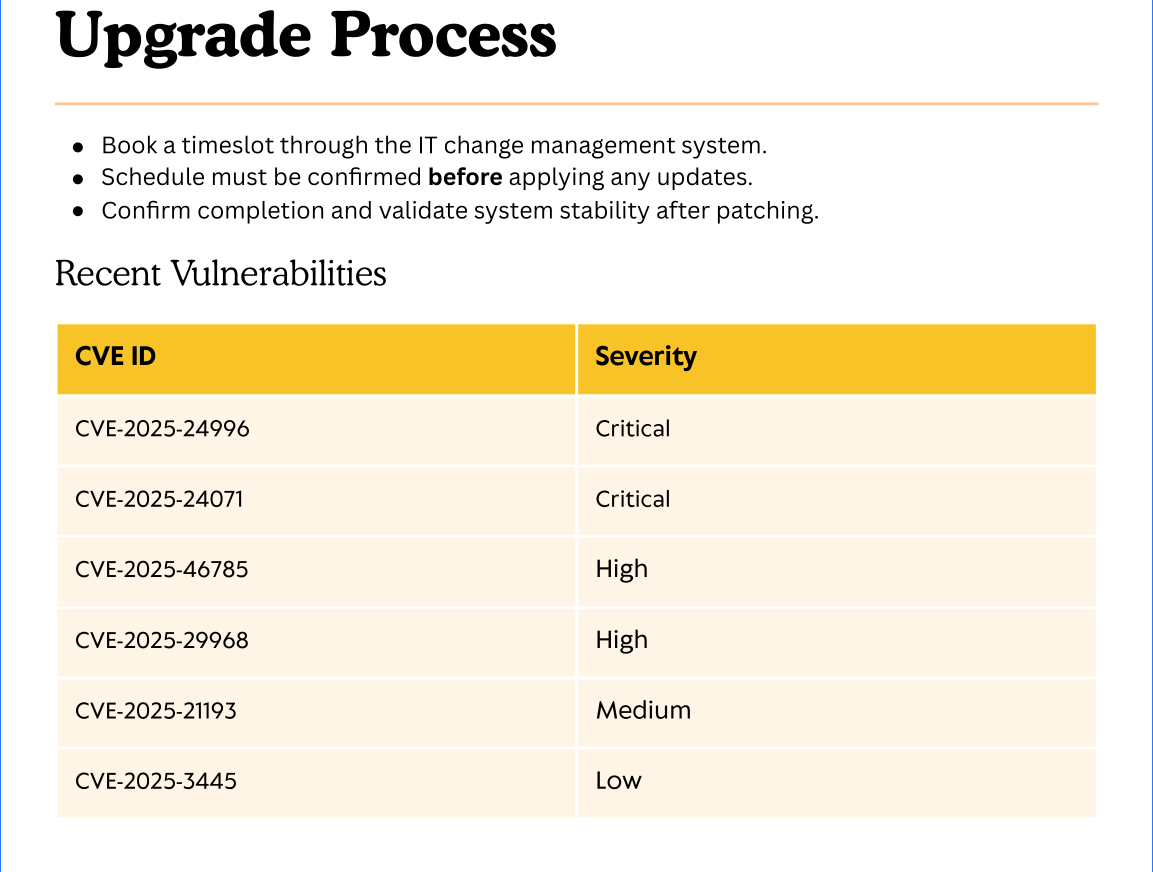 Upgrade Process
● Book a timeslot through the IT change management system.
● Schedule must be confirmed before applying any updates.
● Confirm completion and validate system stability after patching.
Recent Vulnerabilities
CVE ID Severity
CVE-2025-24996 Critical
CVE-2025-24071 Critical
CVE-2025-46785 High
CVE-2025-29968 High
CVE-2025-21193 Medium
CVE-2025-3445 Low